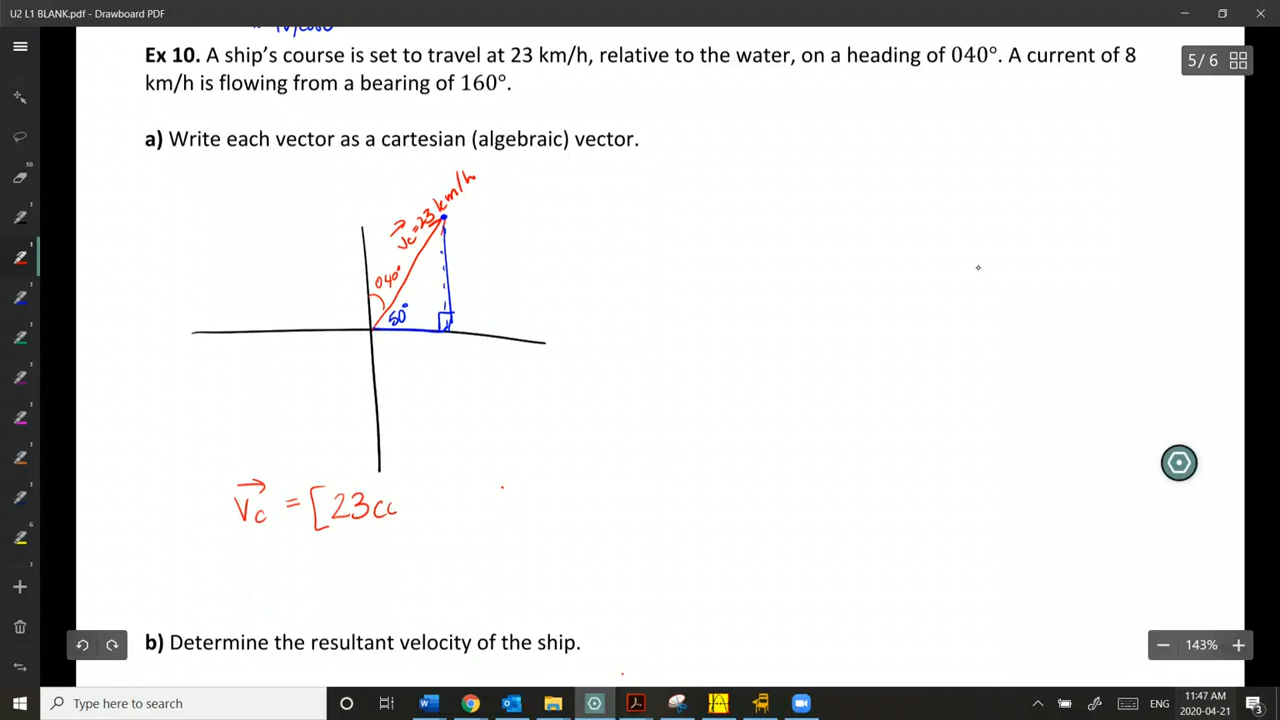 U2 L1 BLANK.pdf - Drawboard PDF
Ex 10. A ship's course is set to travel at 23 km/h, relative to the water, on a heading of 040°. A current of 8
5 / 6
km/h is flowing from a bearing of 160°.
a) Write each vector as a cartesian (algebraic) vector.
Vc = 23 km/h
040°
50°
Vc = [23co
b) Determine the resultant velocity of the ship.
143%
Type here to search
ENG
11:47 AM
2020-04-21
3